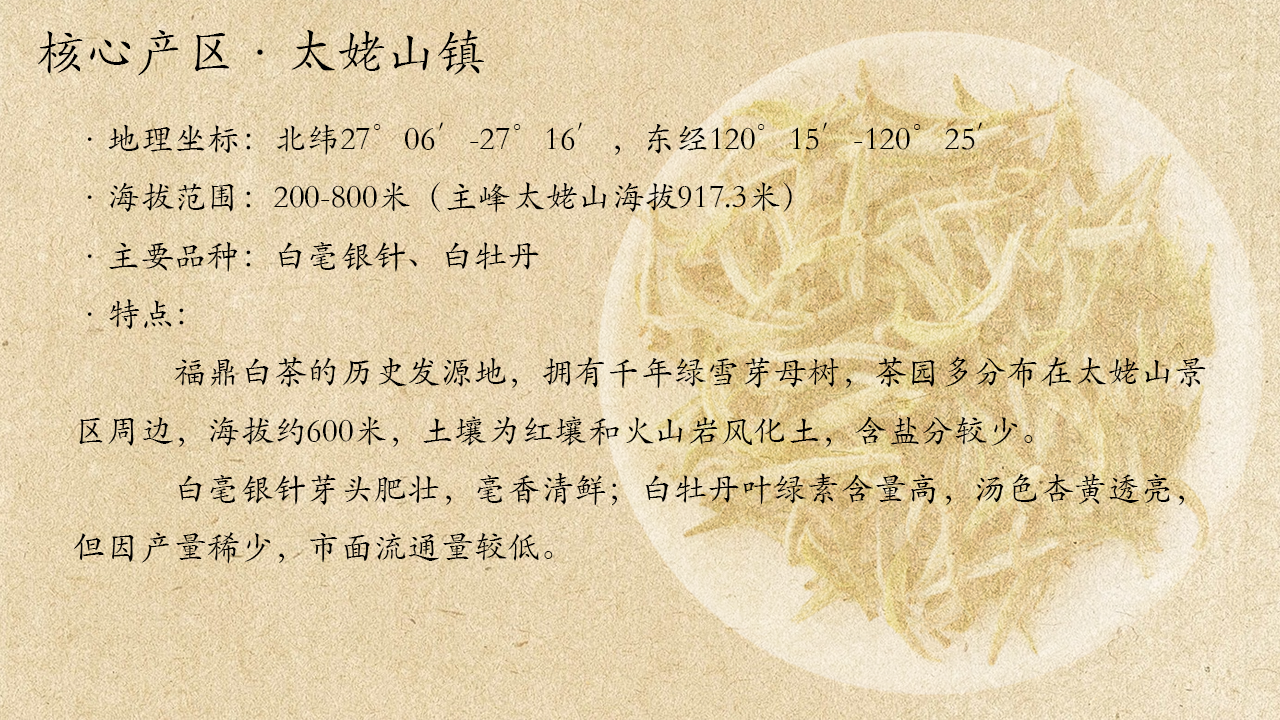 核心产区·太姥山镇
·地理坐标：北纬27°06′-27°16′，东经120°15′-120°25′
·海拔范围：200-800米（主峰太姥山海拔917.3米）
·主要品种：白毫银针、白牡丹
·特点：
福鼎白茶的历史发源地，拥有千年绿雪芽母树，茶园多分布在太姥山景
区周边，海拔约600米，土壤为红壤和火山岩风化土，含盐分较少。
白毫银针芽头肥壮，毫香清鲜；白牡丹叶绿素含量高，汤色杏黄透亮，
但因产量稀少，市面流通量较低。